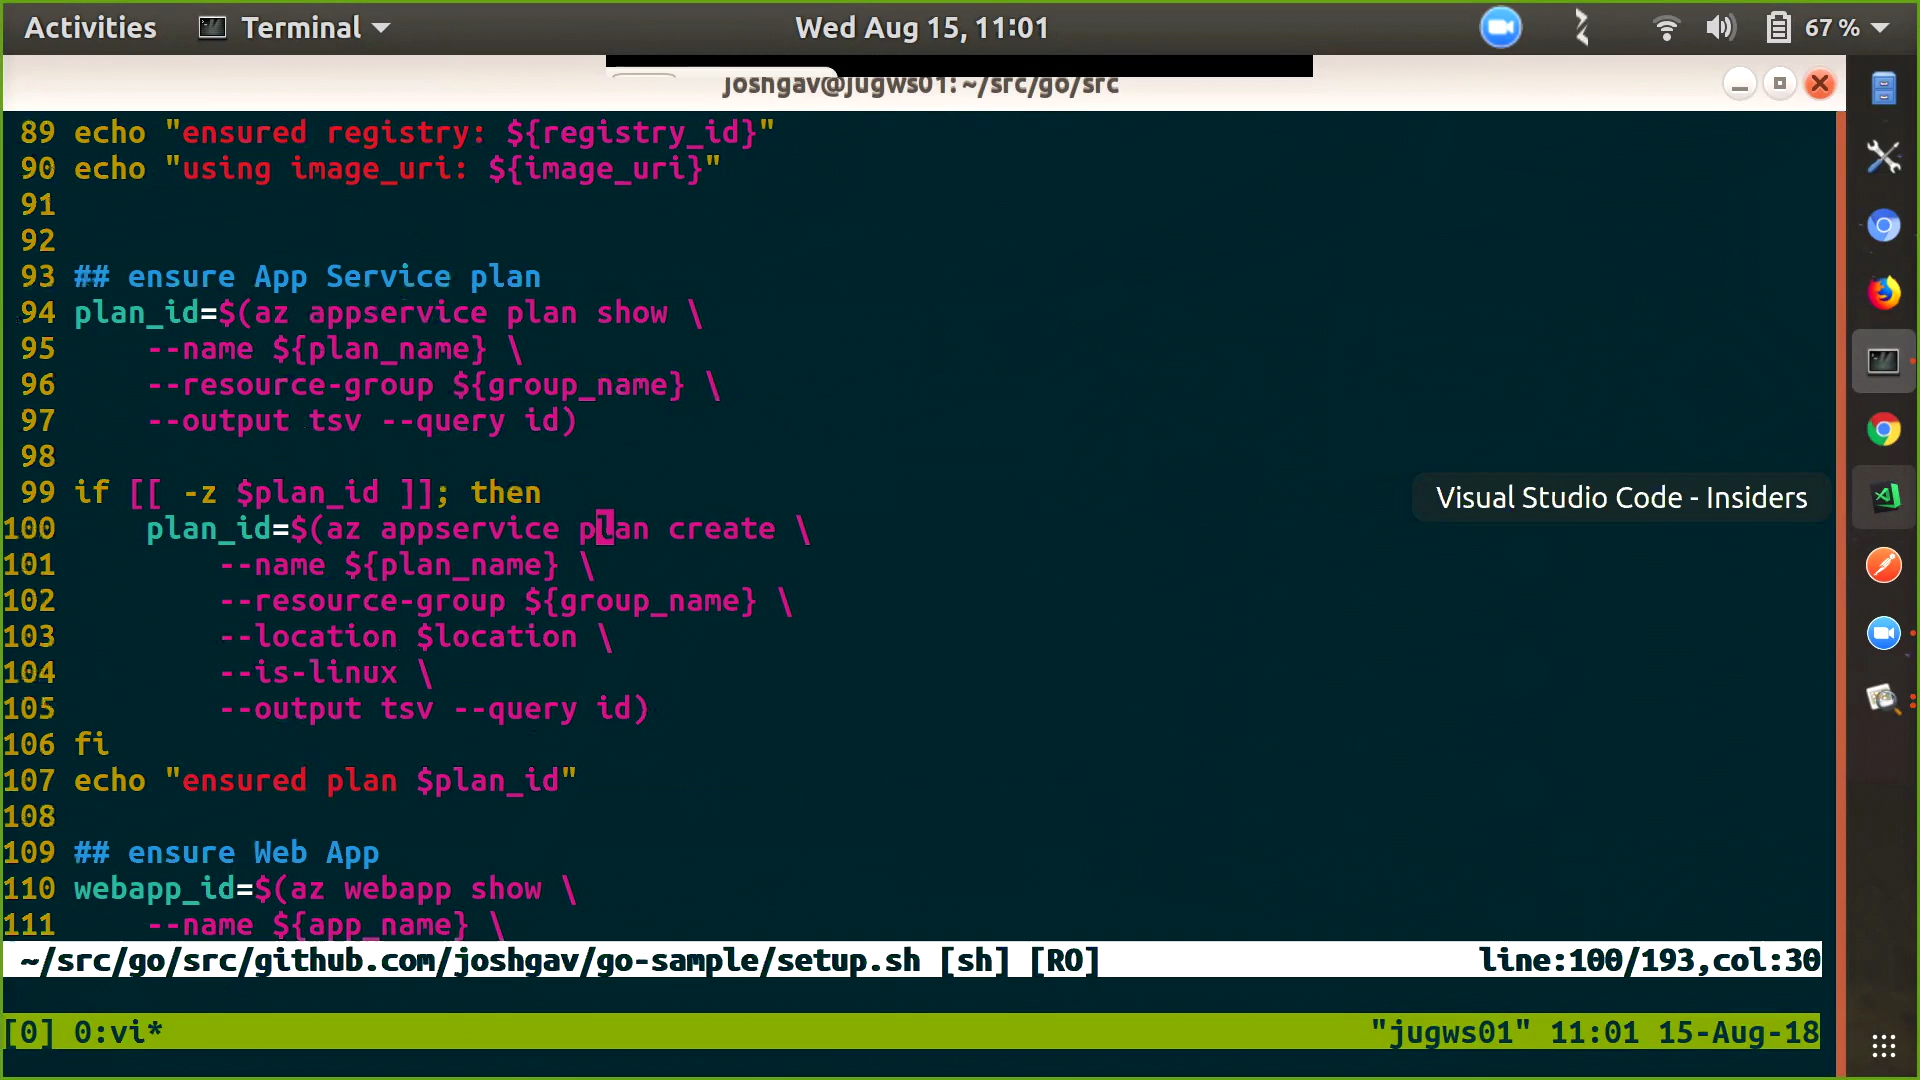 Activities Terminal Wed Aug 15, 11:01 67 %
joshgav@jugws01: ~/src/go/src
89 echo "ensured registry: ${registry_id}"
90 echo "using image_uri: ${image_uri}"
91
92
93 ## ensure App Service plan
94 plan_id=$(az appservice plan show \
95     --name ${plan_name} \
96     --resource-group ${group_name} \
97     --output tsv --query id)
98
99 if [[ -z $plan_id ]]; then
100     plan_id=$(az appservice plan create \
101         --name ${plan_name} \
102         --resource-group ${group_name} \
103         --location $location \
104         --is-linux \
105         --output tsv --query id)
106 fi
107 echo "ensured plan $plan_id"
108
109 ## ensure Web App
110 webapp_id=$(az webapp show \
111     --name ${app_name} \
Visual Studio Code - Insiders
~/src/go/src/github.com/joshgav/go-sample/setup.sh [sh] [RO] line:100/193,col:30
[0] 0:vi* "jugws01" 11:01 15-Aug-18